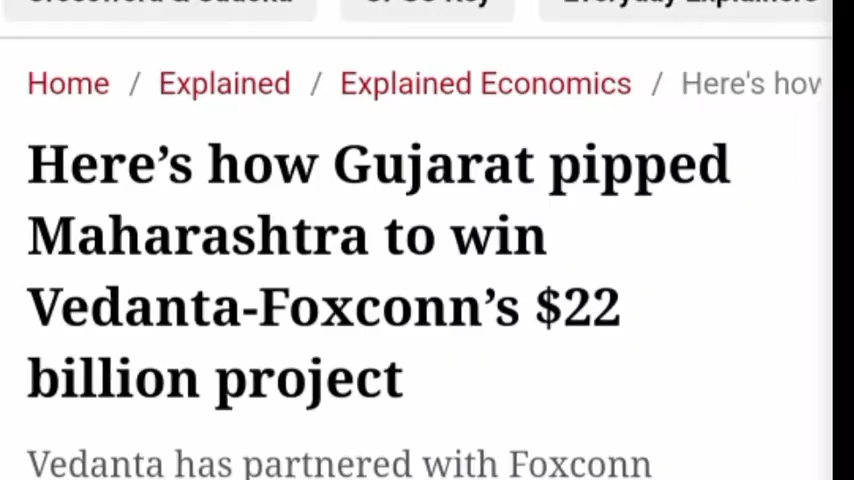 Home / Explained / Explained Economics / Here's how
Here’s how Gujarat pipped
Maharashtra to win
Vedanta-Foxconn’s $22
billion project
Vedanta has partnered with Foxconn